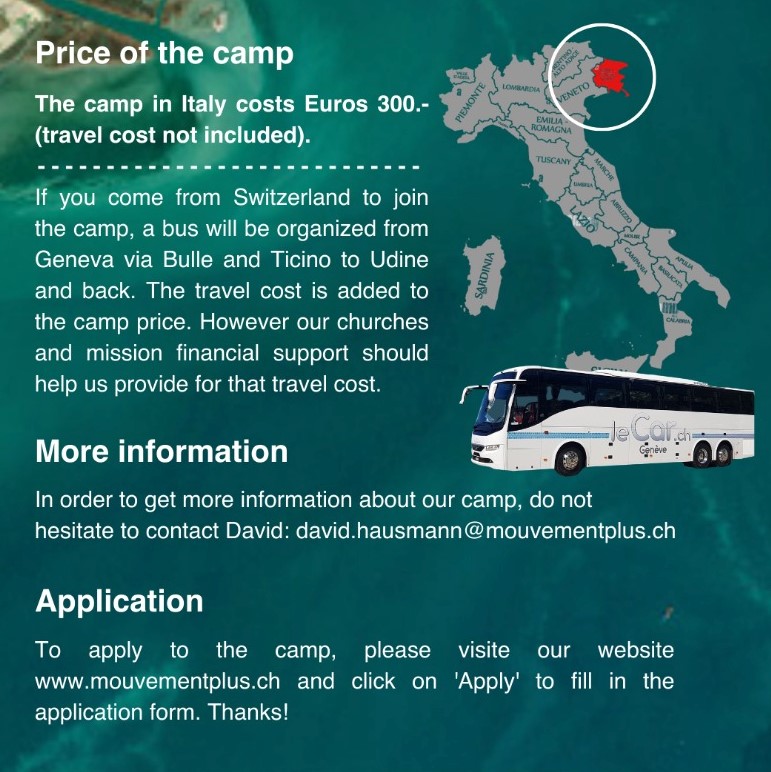 Price of the camp
The camp in Italy costs Euros 300.-
(travel cost not included).
If you come from Switzerland to join
the camp, a bus will be organized from
Geneva via Bulle and Ticino to Udine
and back. The travel cost is added to
the camp price. However our churches
and mission financial support should
help us provide for that travel cost.
TRENTINO
ALTO ADIGE
LOMBARDIA
VENETO
PIEMONTE
EMILIA -
ROMAGNA
TUSCANY
MARCHE
UMBRIA
LAZIO
ABRUZZO
MOLISE
CAMPANIA
APULIA
BASILICATA
SARDINIA
CALABRIA
leCar.ch
Genève
More information
In order to get more information about our camp, do not
hesitate to contact David: david.hausmann@mouvementplus.ch
Application
To apply to the camp, please visite our website
www.mouvementplus.ch and click on 'Apply' to fill in the
application form. Thanks!